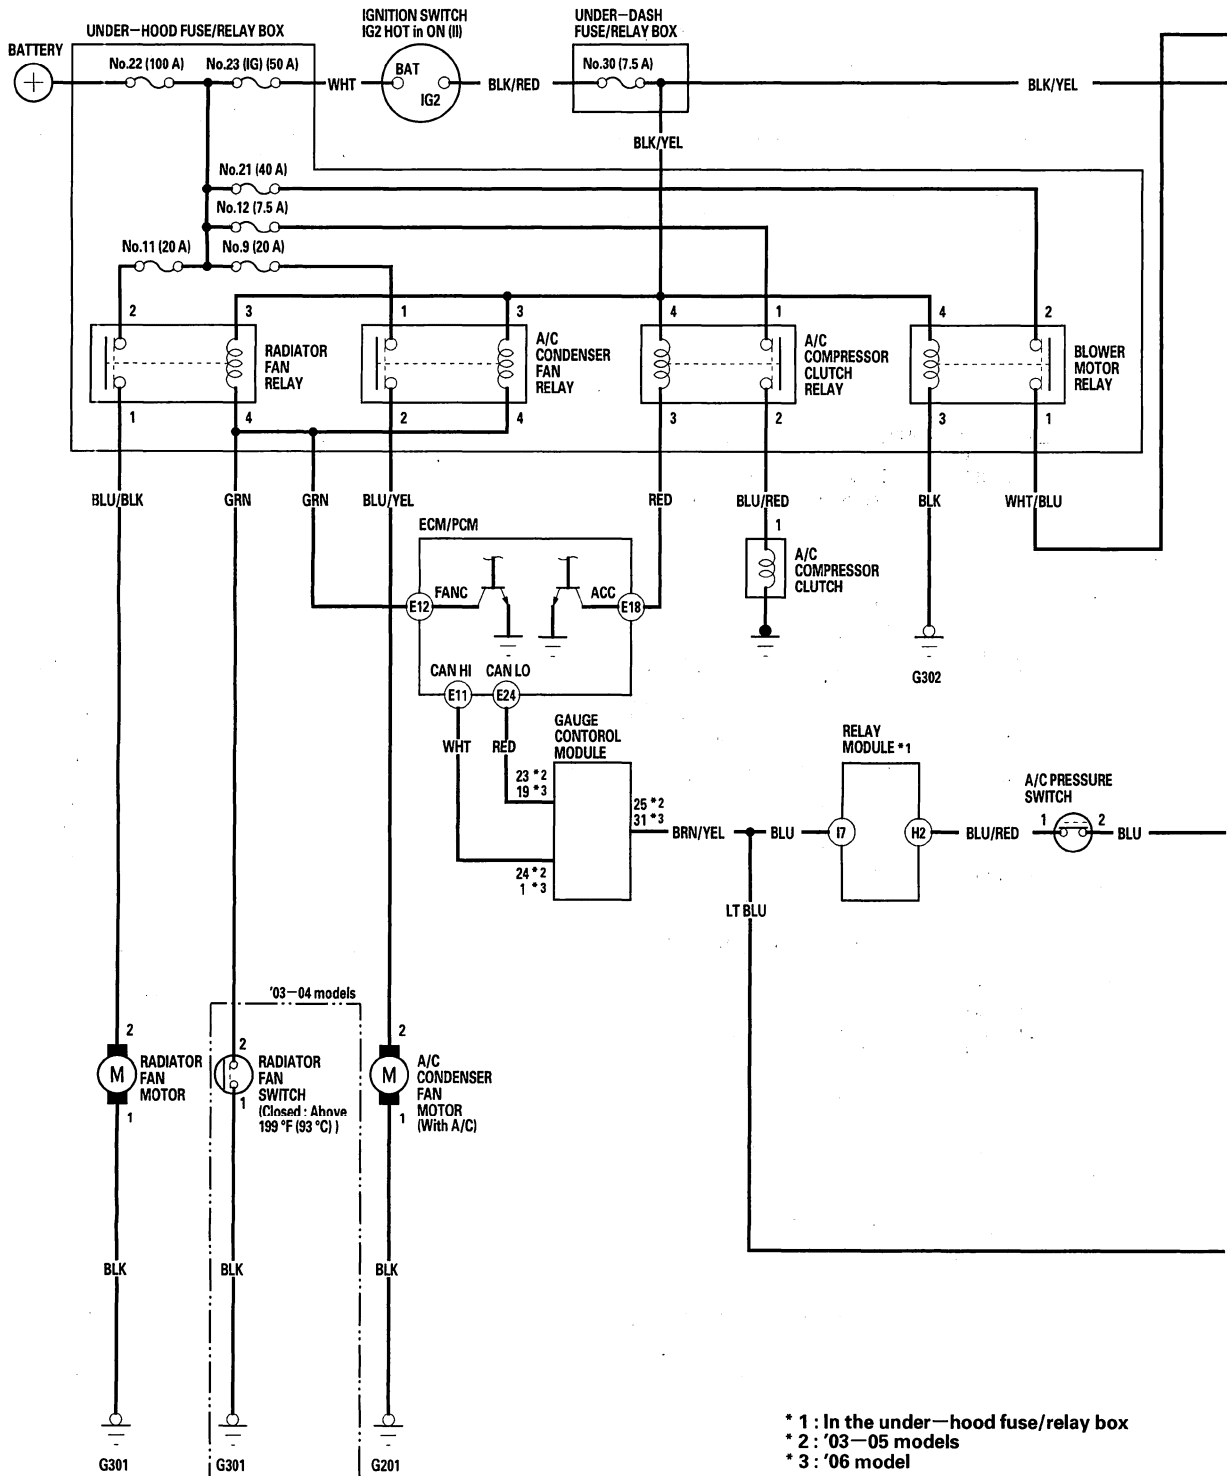 IGNITION SWITCH
IG2 HOT in ON (II)
UNDER—DASH
FUSE/RELAY BOX
UNDER—HOOD FUSE/RELAY BOX
BATTERY
No.22 (100 A)
No.23 (IG) (50 A)
WHT
BAT
IG2
BLK/RED
No.30 (7.5 A)
BLK/YEL
BLK/YEL
No.21 (40 A)
No.12 (7.5 A)
No.11 (20 A)
No.9 (20 A)
2
3
1
3
4
1
4
2
RADIATOR
FAN
RELAY
A/C
CONDENSER
FAN
RELAY
A/C
COMPRESSOR
CLUTCH
RELAY
BLOWER
MOTOR
RELAY
1
4
2
4
3
2
3
1
BLU/BLK
GRN
GRN
BLU/YEL
RED
BLU/RED
BLK
WHT/BLU
ECM/PCM
1
A/C
COMPRESSOR
CLUTCH
E12
FANC
ACC
E18
G302
CAN HI
CAN LO
E11
E24
WHT
RED
GAUGE
CONTOROL
MODULE
23 *2
19 *3
25 *2
31 *3
24 *2
1 *3
BRN/YEL
BLU
RELAY
MODULE *1
I7
H2
BLU/RED
A/C PRESSURE
SWITCH
1
2
BLU
LT BLU
'03—04 models
2
M
1
RADIATOR
FAN
MOTOR
2
1
RADIATOR
FAN
SWITCH
(Closed : Above
199 °F (93 °C) )
2
M
1
A/C
CONDENSER
FAN
MOTOR
(With A/C)
BLK
BLK
BLK
G301
G301
G201
* 1 : In the under—hood fuse/relay box
* 2 : '03—05 models
* 3 : '06 model